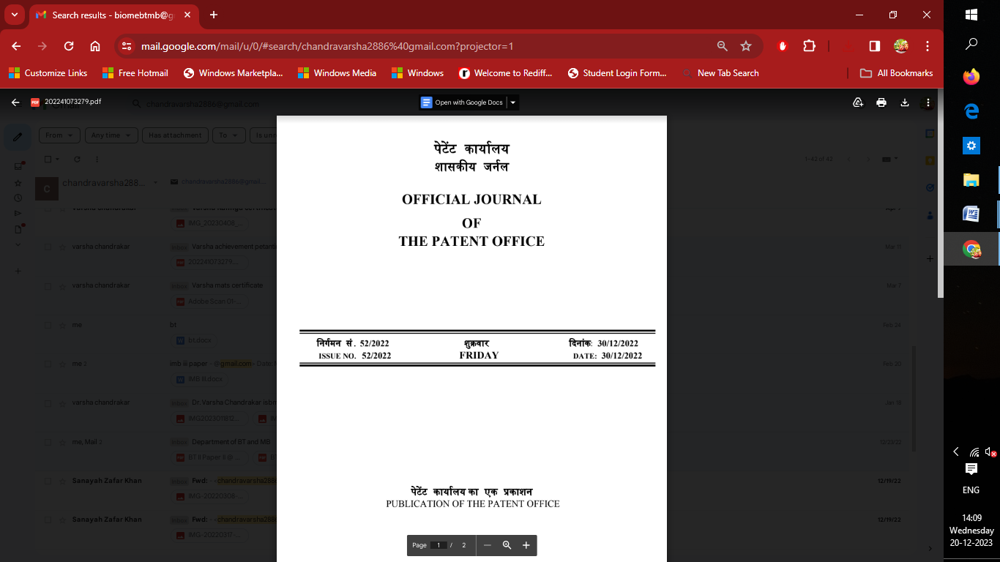 Search results - biomebtmb@g
mail.google.com/mail/u/0/#search/chandravarsha2886%40gmail.com?projector=1
Customize Links
Free Hotmail
Windows Marketpla...
Windows Media
Windows
Welcome to Rediff...
Student Login Form...
New Tab Search
All Bookmarks
202241073279.pdf
Open with Google Docs
chandravarsha2886@gmail.com
From
Any time
Has attachment
To
Is unre
1-42 of 42
C
chandravarsha288...
chandravarsha2886@gmail....
IMG_20220408_...
varsha chandrakar
Varsha achievement petantio
202241073279...
Mar 11
varsha chandrakar
Varsha mats certificate
Adobe Scan 01-...
Mar 7
me
bt
bt.docx
Feb 24
me 3
imb iii paper - @gmail.com> Date:
IMB III.docx
Feb 20
varsha chandrakar
Dr. Varsha Chandrakar isbn
IMG2023011812...
Jan 18
me, Mail 3
Department of BT and MB
BT II Paper II @...
12/23/22
Sanayah Zafar Khan
Fwd: - <chandravarsha288
IMG-20220308-...
12/19/22
Sanayah Zafar Khan
Fwd: - <chandravarsha288
IMG-20220317-...
12/19/22
पेटेंट कार्यालय
शासकीय जर्नल
OFFICIAL JOURNAL
OF
THE PATENT OFFICE
निर्गमन सं. 52/2022 शुक्रवार दिनांक: 30/12/2022
ISSUE NO. 52/2022 FRIDAY DATE: 30/12/2022
पेटेंट कार्यालय का एक प्रकाशन
PUBLICATION OF THE PATENT OFFICE
Page 1 / 2
ENG
14:09
Wednesday
20-12-2023